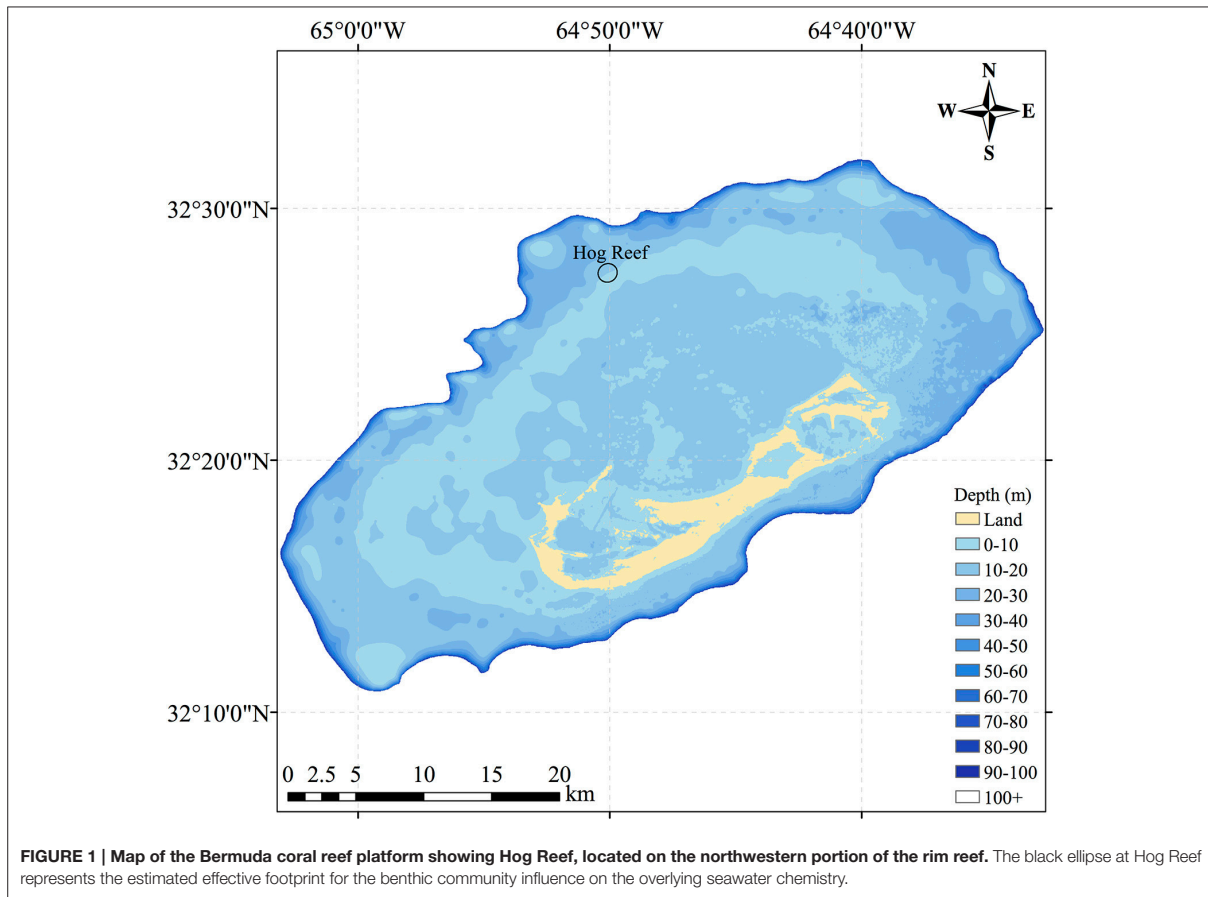 65°0'0"W 64°50'0"W 64°40'0"W
N
W E
S
32°30'0"N
Hog Reef
32°20'0"N
32°10'0"N
Depth (m)
Land
0-10
10-20
20-30
30-40
40-50
50-60
60-70
70-80
80-90
90-100
100+
0 2.5 5 10 15 20
km
FIGURE 1 | Map of the Bermuda coral reef platform showing Hog Reef, located on the northwestern portion of the rim reef. The black ellipse at Hog Reef
represents the estimated effective footprint for the benthic community influence on the overlying seawater chemistry.